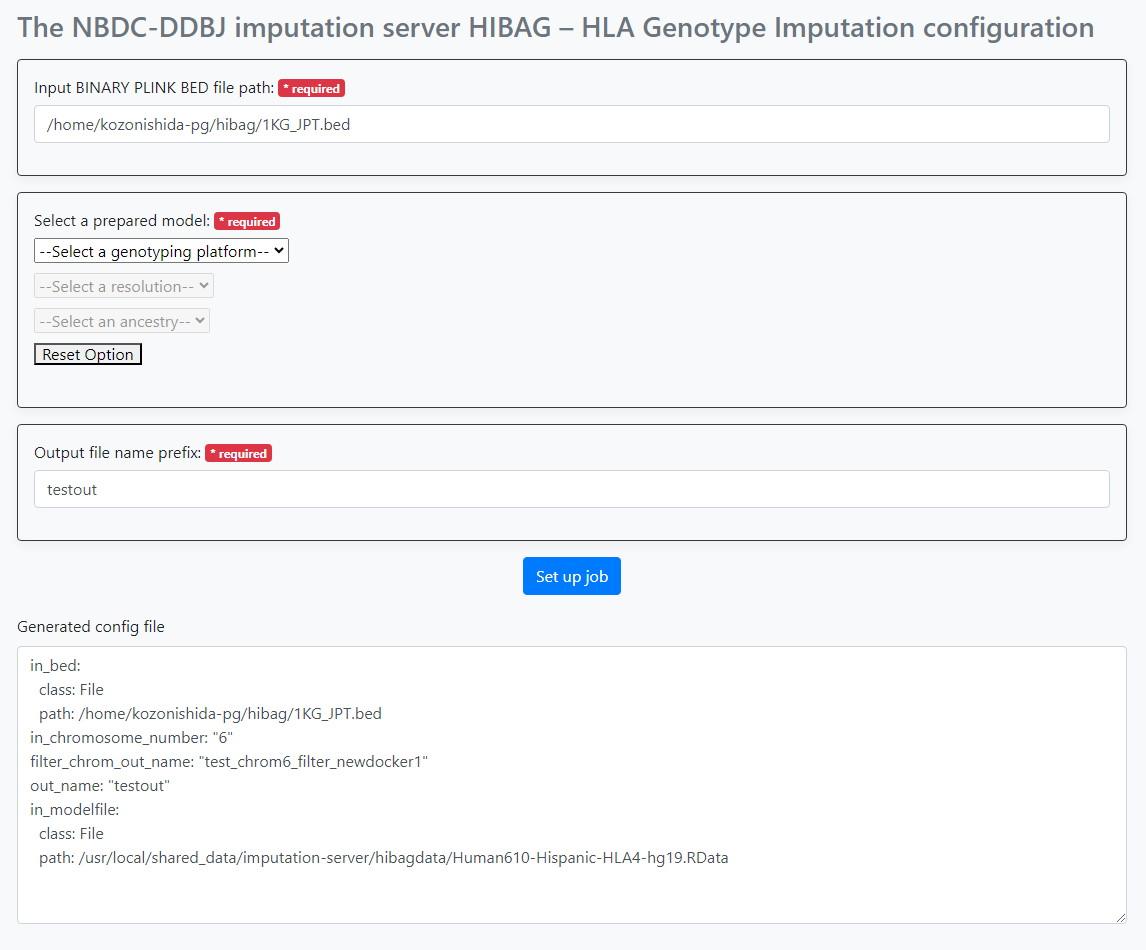 The NBDC-DDBJ imputation server HIBAG – HLA Genotype Imputation configuration
Input BINARY PLINK BED file path: * required
/home/kozonishida-pg/hibag/1KG_JPT.bed
Select a prepared model: * required
--Select a genotyping platform--
--Select a resolution--
--Select an ancestry--
Reset Option
Output file name prefix: * required
testout
Set up job
Generated config file
in_bed:
  class: File
  path: /home/kozonishida-pg/hibag/1KG_JPT.bed
in_chromosome_number: "6"
filter_chrom_out_name: "test_chrom6_filter_newdocker1"
out_name: "testout"
in_modelfile:
  class: File
  path: /usr/local/shared_data/imputation-server/hibagdata/Human610-Hispanic-HLA4-hg19.RData